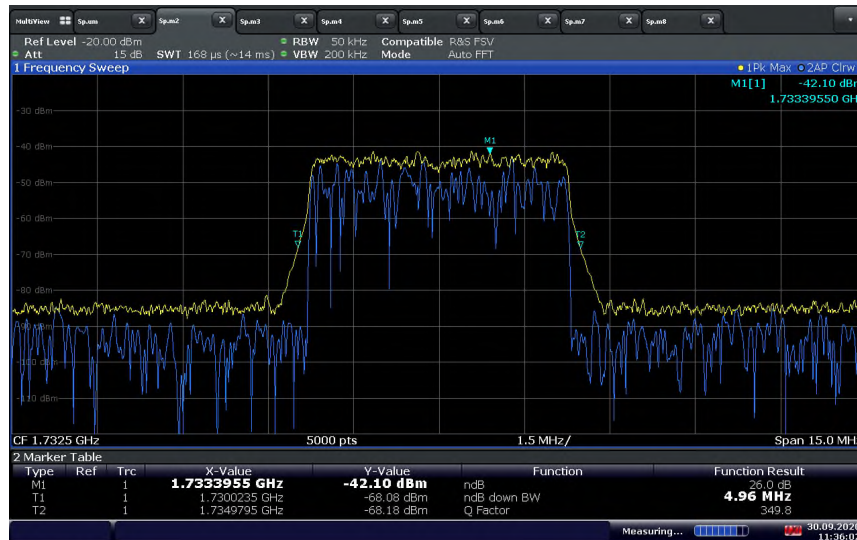 MultiView Sp.um X Sp.m2 X Sp.m3 X Sp.m4 X Sp.m5 X Sp.m6 X Sp.m7 X Sp.m8 X
Ref Level -20.00 dBm RBW 50 kHz Compatible R&S FSV
Att 15 dB SWT 168 µs (~14 ms) VBW 200 kHz Mode Auto FFT
1 Frequency Sweep 1Pk Max 2AP Clrw
M1[1] -42.10 dBm
1.73339550 GH
-30 dBm
-40 dBm
M1
-50 dBm
-60 dBm
T1 T2
-70 dBm
-80 dBm
-90 dBm
-100 dBm
-110 dBm
CF 1.7325 GHz 5000 pts 1.5 MHz/ Span 15.0 MH
2 Marker Table
Type Ref Trc X-Value Y-Value Function Function Result
M1 1 1.7333955 GHz -42.10 dBm ndB 26.0 dB
T1 1 1.7300235 GHz -68.08 dBm ndB down BW 4.96 MHz
T2 1 1.7349795 GHz -68.18 dBm Q Factor 349.8
Measuring... 30.09.2020
11:36:02